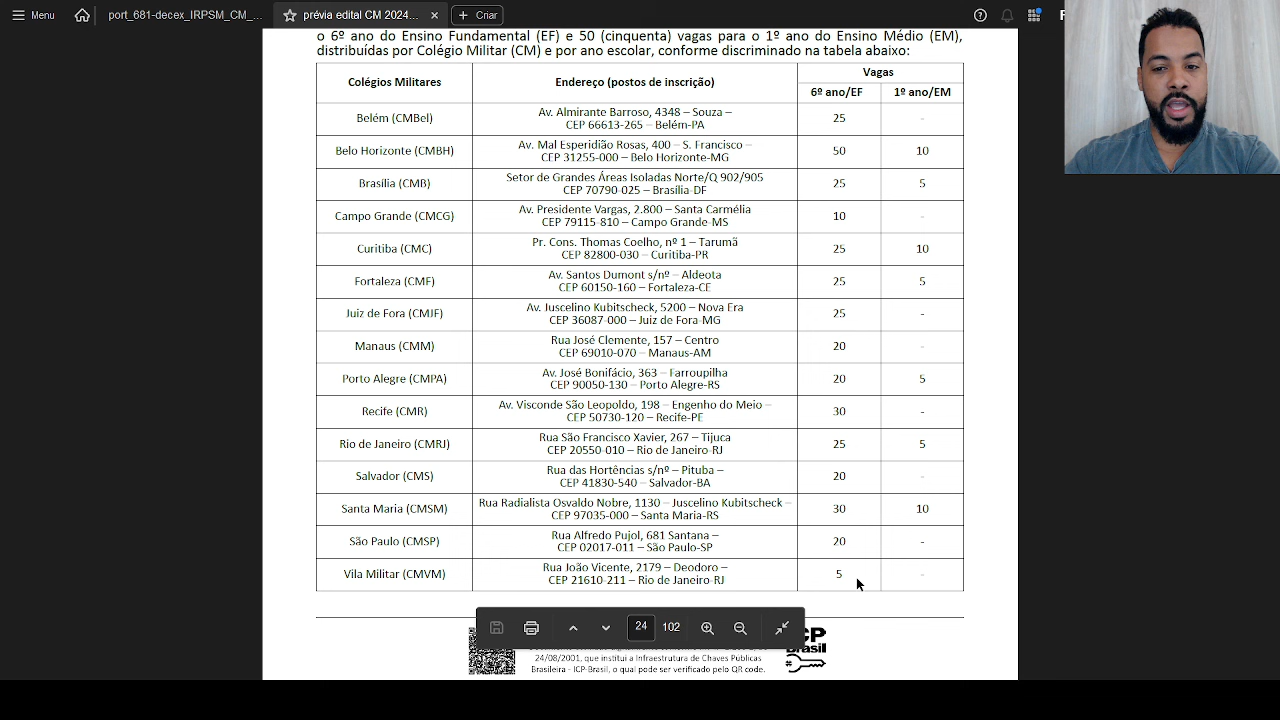 Menu
port_681-decex_IRPSM_CM_...
prévia edital CM 2024...
Criar
o 6º ano do Ensino Fundamental (EF) e 50 (cinquenta) vagas para o 1º ano do Ensino Médio (EM),
distribuídas por Colégio Militar (CM) e por ano escolar, conforme discriminado na tabela abaixo:
Colégios Militares
Endereço (postos de inscrição)
Vagas
6º ano/EF
1º ano/EM
Belém (CMBel)
Av. Almirante Barroso, 4348 – Souza –
CEP 66613-265 – Belém-PA
25
-
Belo Horizonte (CMBH)
Av. Mal Esperidião Rosas, 400 – S. Francisco –
CEP 31255-000 – Belo Horizonte-MG
50
10
Brasília (CMB)
Setor de Grandes Áreas Isoladas Norte/Q 902/905
CEP 70790-025 – Brasília-DF
25
5
Campo Grande (CMCG)
Av. Presidente Vargas, 2.800 – Santa Carmélia
CEP 79115-810 – Campo Grande-MS
10
-
Curitiba (CMC)
Pr. Cons. Thomas Coelho, nº 1 – Tarumã
CEP 82800-030 – Curitiba-PR
25
10
Fortaleza (CMF)
Av. Santos Dumont s/nº – Aldeota
CEP 60150-160 – Fortaleza-CE
25
5
Juiz de Fora (CMJF)
Av. Juscelino Kubitscheck, 5200 – Nova Era
CEP 36087-000 – Juiz de Fora-MG
25
-
Manaus (CMM)
Rua José Clemente, 157 – Centro
CEP 69010-070 – Manaus-AM
20
-
Porto Alegre (CMPA)
Av. José Bonifácio, 363 – Farroupilha
CEP 90050-130 – Porto Alegre-RS
20
5
Recife (CMR)
Av. Visconde São Leopoldo, 198 – Engenho do Meio –
CEP 50730-120 – Recife-PE
30
-
Rio de Janeiro (CMRJ)
Rua São Francisco Xavier, 267 – Tijuca
CEP 20550-010 – Rio de Janeiro-RJ
25
5
Salvador (CMS)
Rua das Hortências s/nº – Pituba –
CEP 41830-540 – Salvador-BA
20
-
Santa Maria (CMSM)
Rua Radialista Osvaldo Nobre, 1130 – Juscelino Kubitscheck –
CEP 97035-000 – Santa Maria-RS
30
10
São Paulo (CMSP)
Rua Alfredo Pujol, 681 Santana –
CEP 02017-011 – São Paulo-SP
20
-
Vila Militar (CMVM)
Rua João Vicente, 2179 – Deodoro –
CEP 21610-211 – Rio de Janeiro-RJ
5
-
24 102
24/08/2001, que institui a Infraestrutura de Chaves Públicas
Brasileira - ICP-Brasil, o qual pode ser verificado pelo QR code.
CP
Brasil